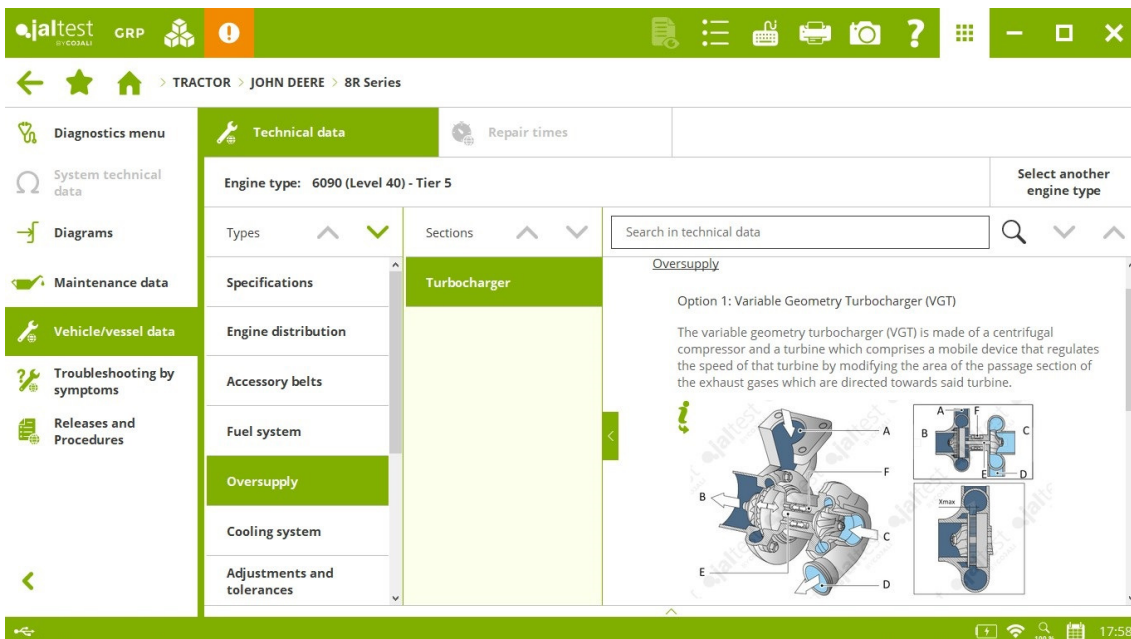 jaltest
BY COJALI
GRP
TRACTOR > JOHN DEERE > 8R Series
Diagnostics menu
System technical
data
Diagrams
Maintenance data
Vehicle/vessel data
Troubleshooting by
symptoms
Releases and
Procedures
Technical data
Repair times
Engine type: 6090 (Level 40) - Tier 5
Select another
engine type
Types
Sections
Search in technical data
Specifications
Engine distribution
Accessory belts
Fuel system
Oversupply
Cooling system
Adjustments and
tolerances
Turbocharger
Oversupply
Option 1: Variable Geometry Turbocharger (VGT)
The variable geometry turbocharger (VGT) is made of a centrifugal
compressor and a turbine which comprises a mobile device that regulates
the speed of that turbine by modifying the area of the passage section of
the exhaust gases which are directed towards said turbine.
A
F
B
C
E
D
A F
B
C
E
D
Xmax
jaltest
jaltest
jaltest
jaltest
100 %
17:58